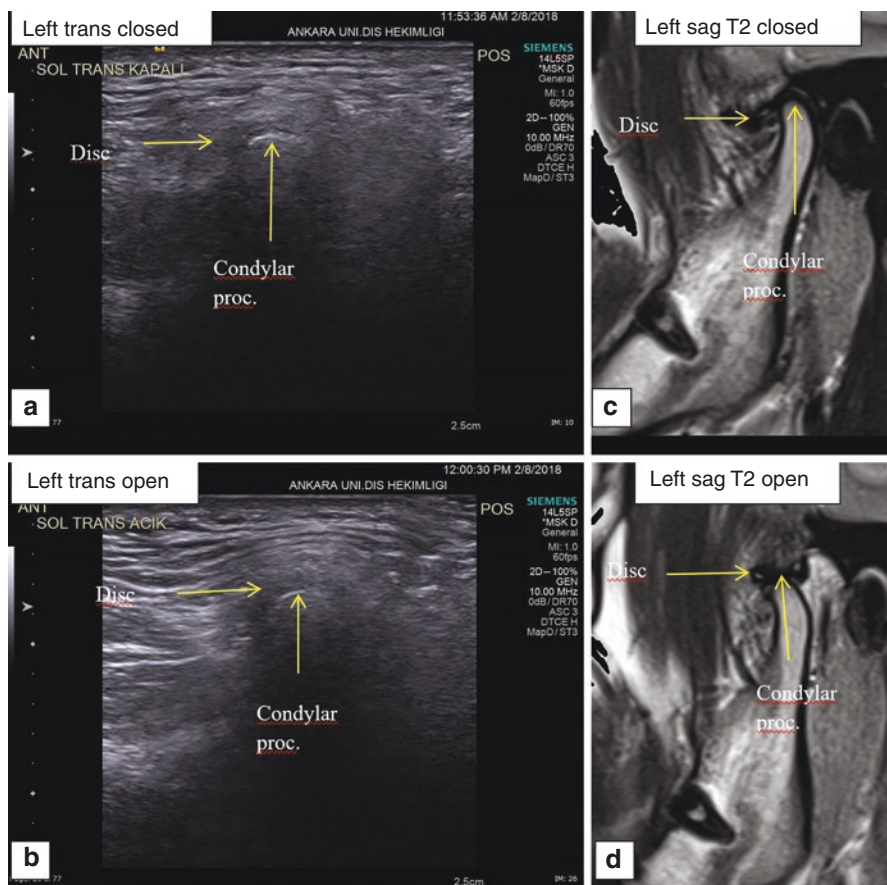 Left trans closed
11:53:36 AM 2/8/2018
ANKARA UNI.DIS HEKIMLIGI
ANT
SOL TRANS KAPALI
POS
SIEMENS
14L5SP
*MSK D
General
MI: 1.0
60fps
2D–100%
GEN
10.00 MHz
0dB/DR70
ASC 3
DTCE H
MapD/ST3
Disc
Condylar
proc.
a
77
2.5cm
IM: 10
Left sag T2 closed
Disc
Condylar
proc.
c
Left trans open
12:00:30 PM 2/8/2018
ANKARA UNI.DIS HEKIMLIGI
ANT
SOL TRANS ACIK
POS
SIEMENS
14L5SP
*MSK D
General
MI: 1.0
60fps
2D–100%
GEN
10.00 MHz
0dB/DR70
ASC 3
DTCE H
MapD/ST3
Disc
Condylar
proc.
b
77
2.5cm
IM: 26
Left sag T2 open
Disc
Condylar
proc.
d